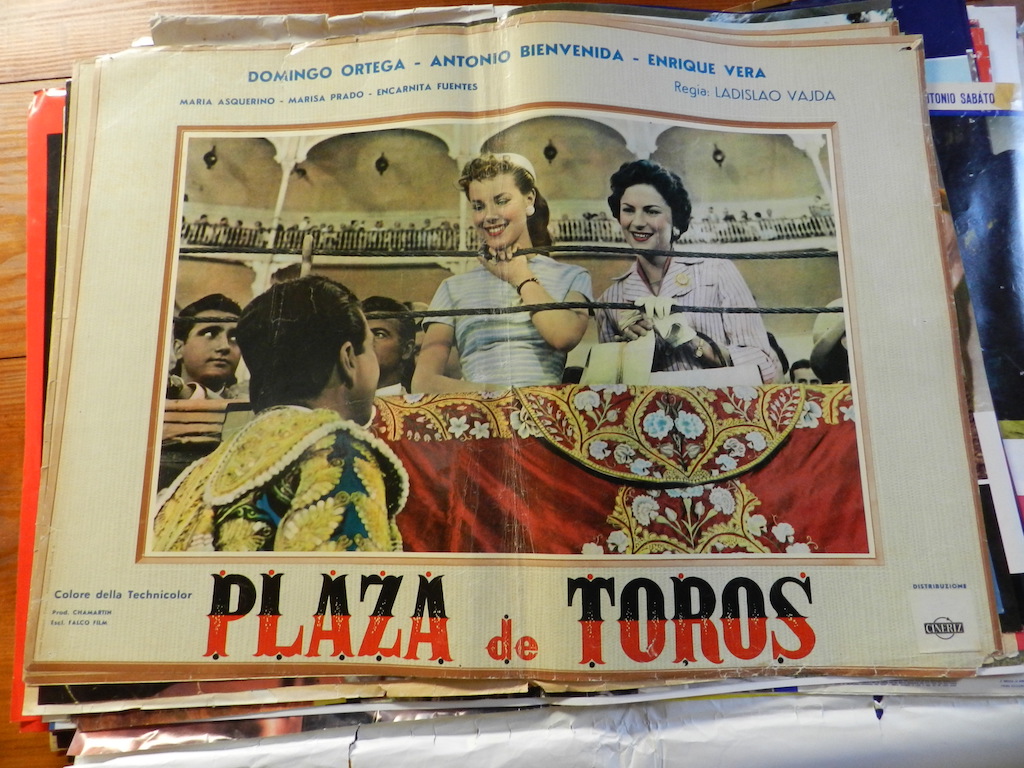 DOMINGO ORTEGA - ANTONIO BIENVENIDA - ENRIQUE VERA
MARIA ASQUERINO - MARISA PRADO - ENCARNITA FUENTES
Regia: LADISLAO VAJDA
TONIO SABATO
Colore della Technicolor
Prod. CHAMARTIN
Escl. FALCO FILM.
PLAZA de TOROS
DISTRIBUZIONE
CINERIZ